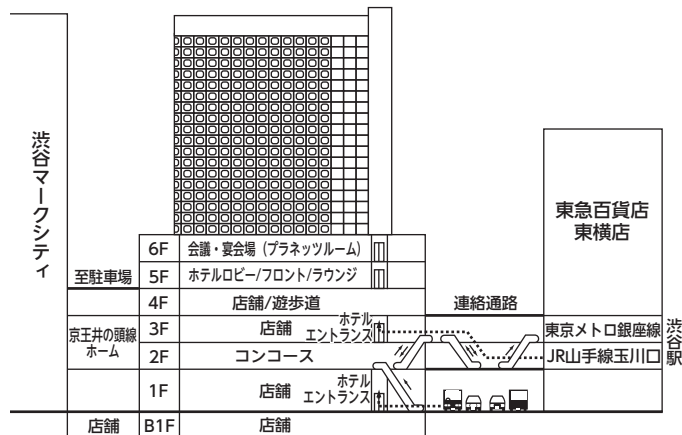 渋谷マークシティ
東急百貨店
東横店
6F 会議・宴会場（プラネッツルーム）
至駐車場 5F ホテルロビー/フロント/ラウンジ
4F 店舗/遊歩道 連絡通路
京王井の頭線
ホーム
3F 店舗 ホテル
エントランス
東京メトロ銀座線
2F コンコース
JR山手線玉川口
渋谷駅
1F 店舗 ホテル
エントランス
店舗 B1F 店舗